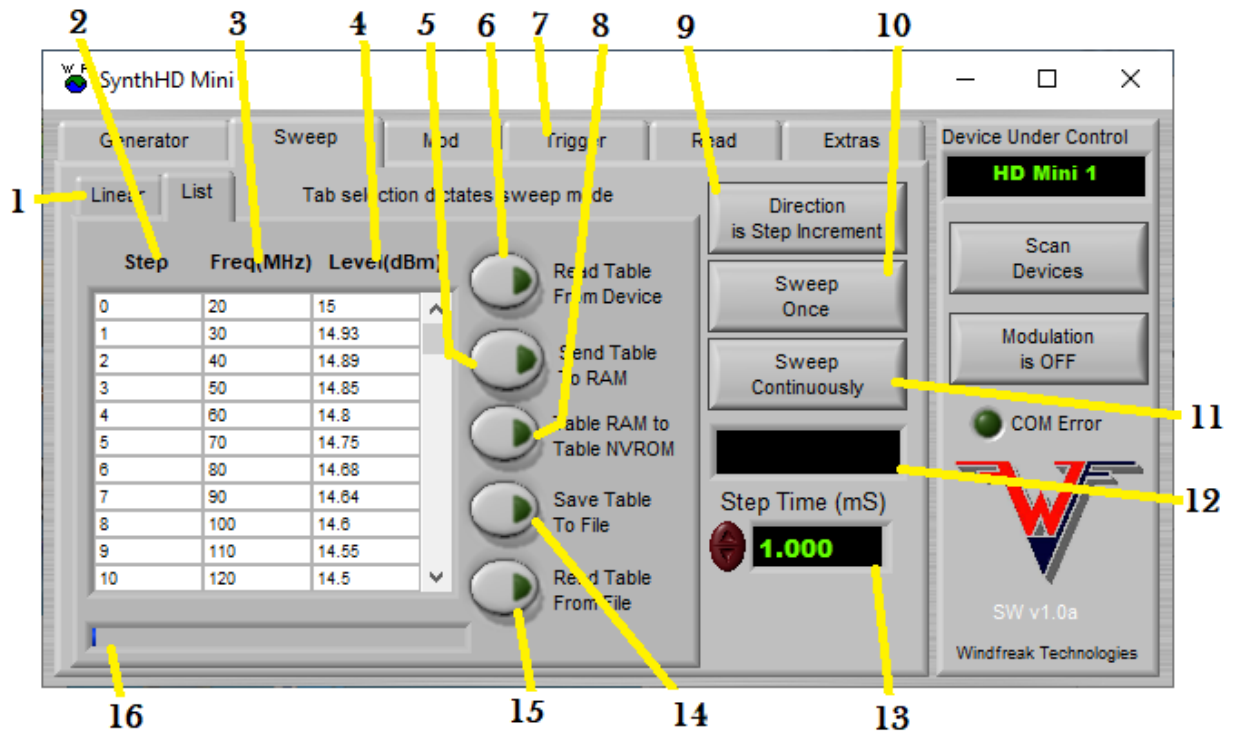 2 3 4 5 6 7 8 9 10
SynthHD Mini
Generator Sweep Mod Trigger Read Extras
Device Under Control
HD Mini 1
1
Linear List Tab selection dictates sweep mode
Direction
is Step Increment
Scan
Devices
Step Freq(MHz) Level(dBm)
0 20 15
1 30 14.93
2 40 14.89
3 50 14.85
4 60 14.8
5 70 14.75
6 80 14.68
7 90 14.64
8 100 14.6
9 110 14.55
10 120 14.5
Read Table
From Device
Send Table
To RAM
Table RAM to
Table NVROM
Save Table
To File
Read Table
From File
Sweep
Once
Sweep
Continuously
Step Time (mS)
1.000
Modulation
is OFF
COM Error
11
12
SW v1.0a
Windfreak Technologies
16 15 14 13